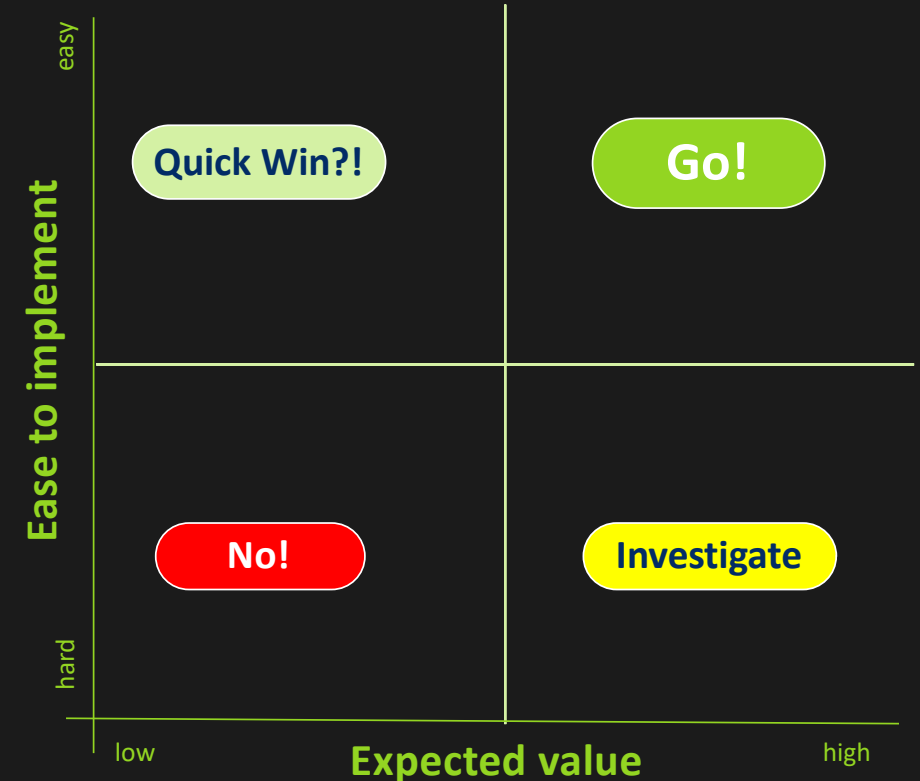 easy
Quick Win?!
Go!
Ease to implement
No!
Investigate
hard
low
Expected value
high